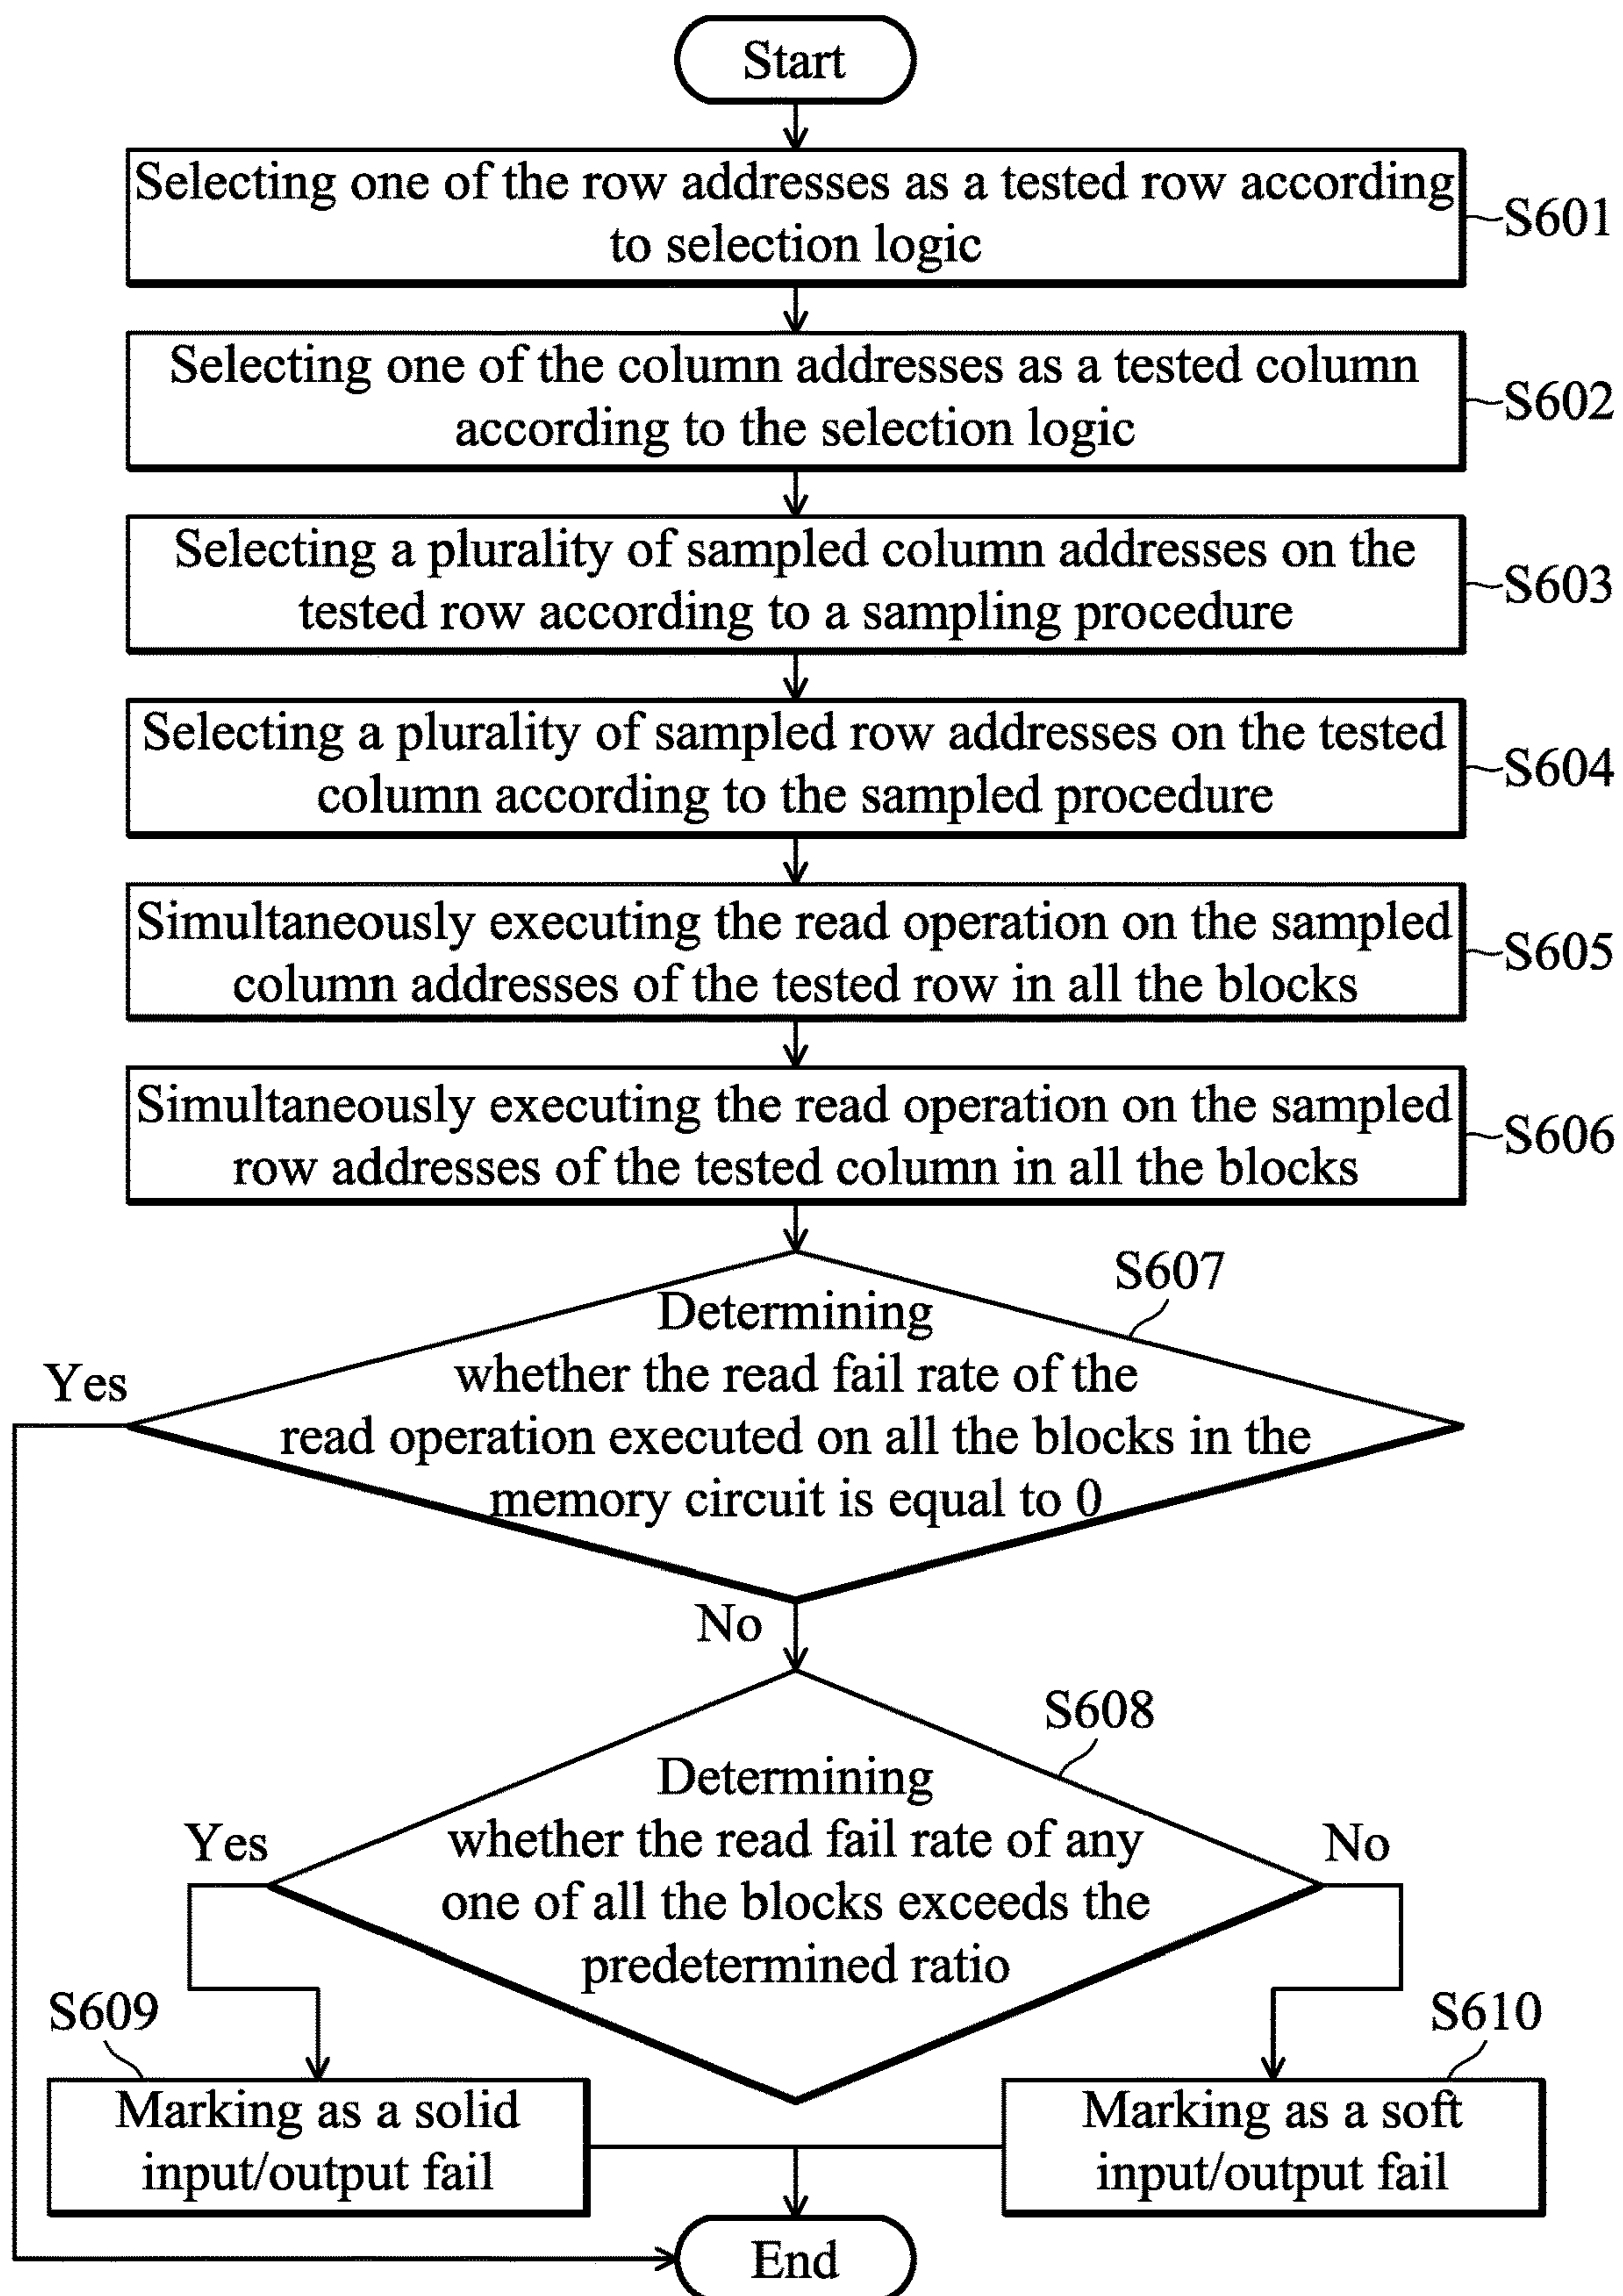 Start
Selecting one of the row addresses as a tested row according
to selection logic
S601
Selecting one of the column addresses as a tested column
according to the selection logic
S602
Selecting a plurality of sampled column addresses on the
tested row according to a sampling procedure
S603
Selecting a plurality of sampled row addresses on the tested
column according to the sampled procedure
S604
Simultaneously executing the read operation on the sampled
column addresses of the tested row in all the blocks
S605
Simultaneously executing the read operation on the sampled
row addresses of the tested column in all the blocks
S606
S607
Determining
whether the read fail rate of the
read operation executed on all the blocks in the
memory circuit is equal to 0
Yes
No
S608
Determining
whether the read fail rate of any
one of all the blocks exceeds the
predetermined ratio
Yes
No
S609
Marking as a solid
input/output fail
S610
Marking as a soft
input/output fail
End